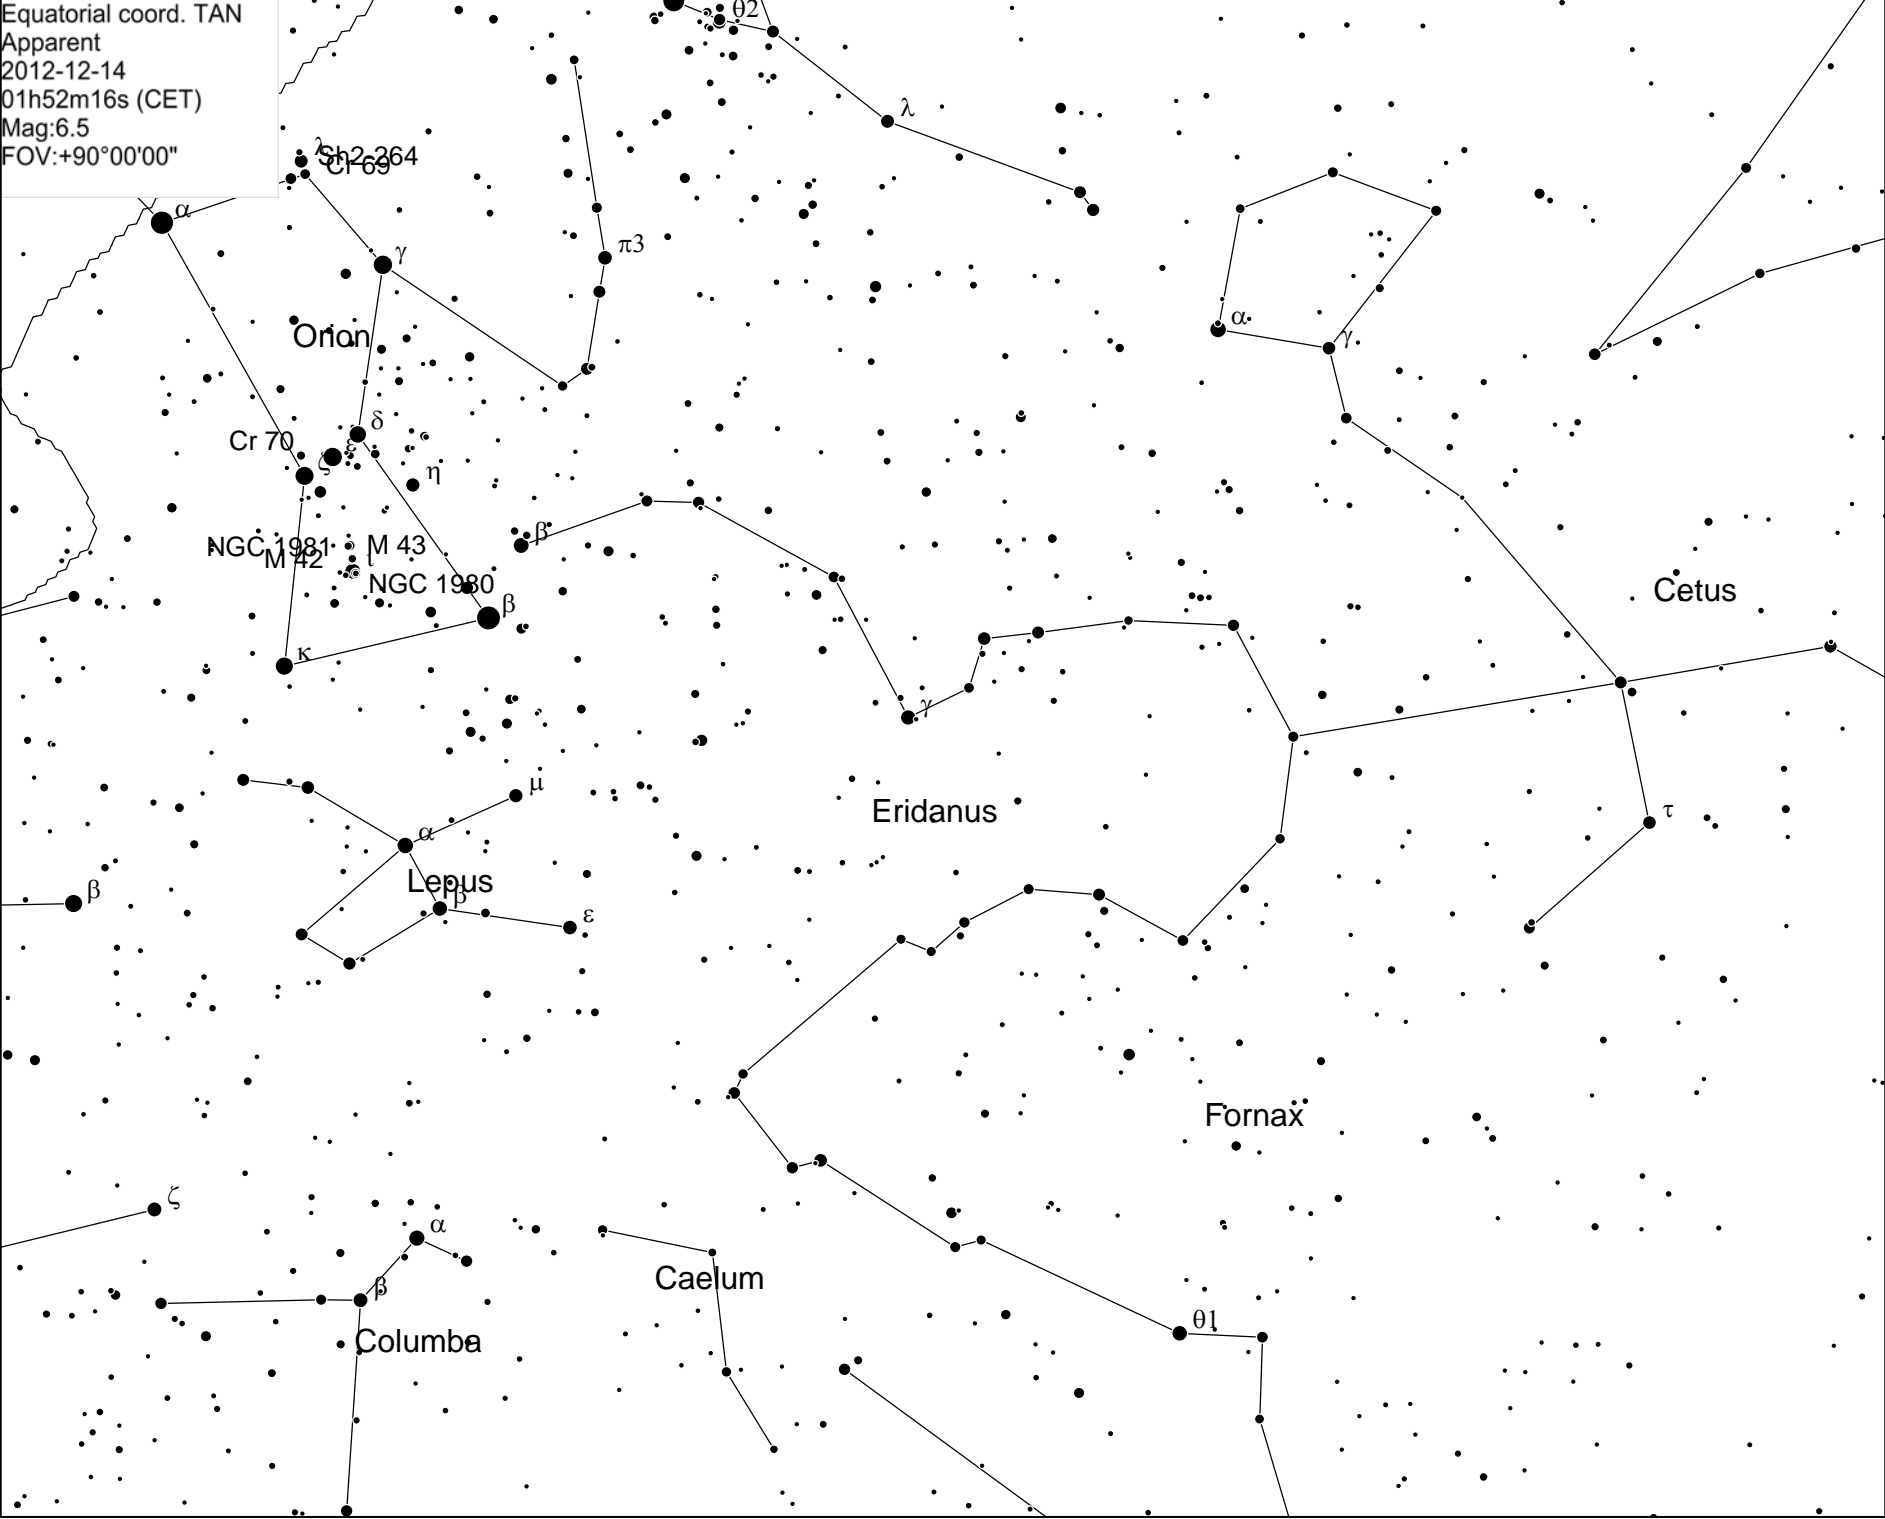 Equatorial coord. TAN
Apparent
2012-12-14
01h52m16s (CET)
Mag:6.5
FOV:+90°00'00"
θ2
λ
λ
Sh2-264
Cr 69
α
π3
γ
α
γ
Orion
δ
Cr 70
ε
ζ
η
β
NGC 1981
M 43
M 42
ι
NGC 1980
Cetus
β
κ
γ
μ
Eridanus
τ
α
Lepus
β
β
ε
Fornax
ζ
α
Caelum
β
θ1
Columba